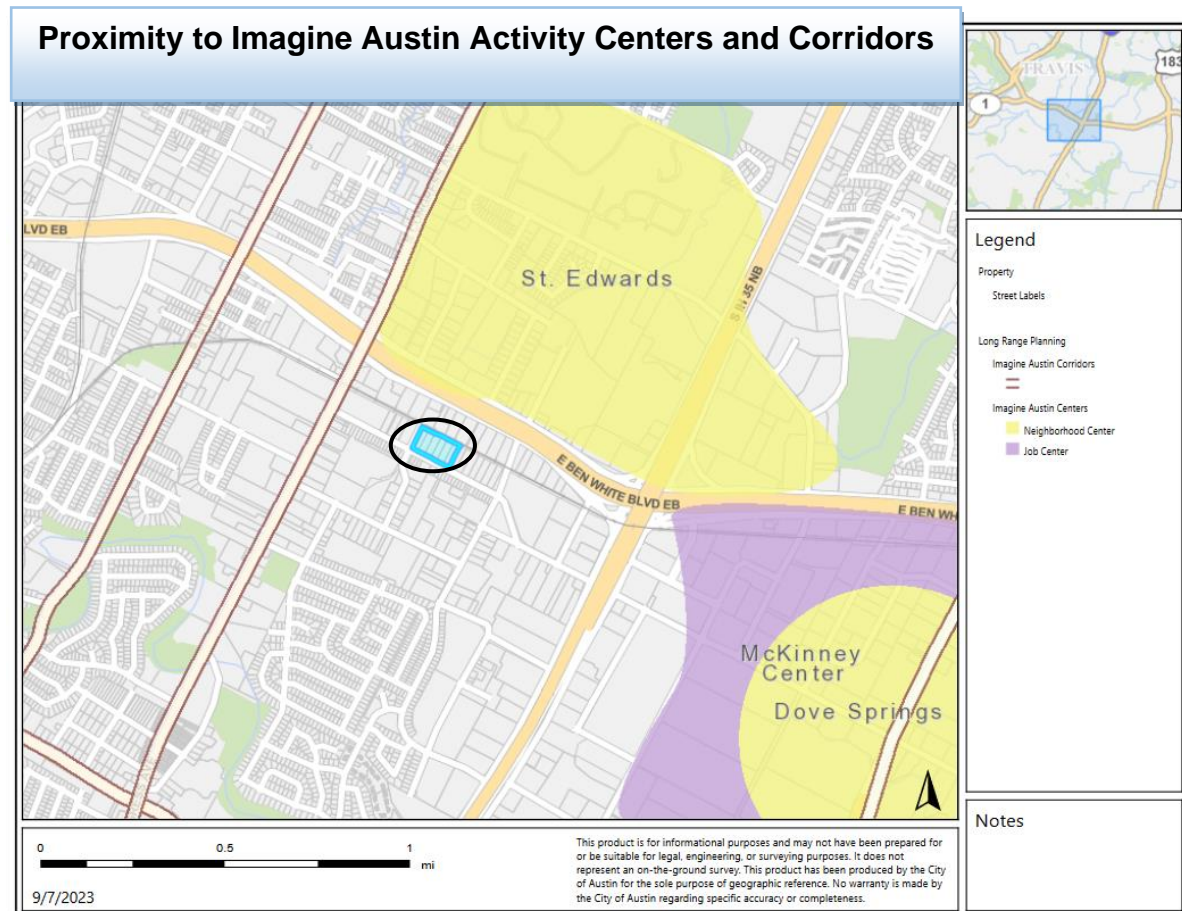 Proximity to Imagine Austin Activity Centers and Corridors
TRAVIS
183
1
LVD EB
St. Edwards
S IH 35 NB
E BEN WHITE BLVD EB
E BEN WH
McKinney
Center
Dove Springs
Legend
Property
Street Labels
Long Range Planning
Imagine Austin Corridors
Imagine Austin Centers
Neighborhood Center
Job Center
Notes
0 0.5 1
mi
9/7/2023
This product is for informational purposes and may not have been prepared for
or be suitable for legal, engineering, or surveying purposes. It does not
represent an on-the-ground survey. This product has been produced by the City
of Austin for the sole purpose of geographic reference. No warranty is made by
the City of Austin regarding specific accuracy or completeness.